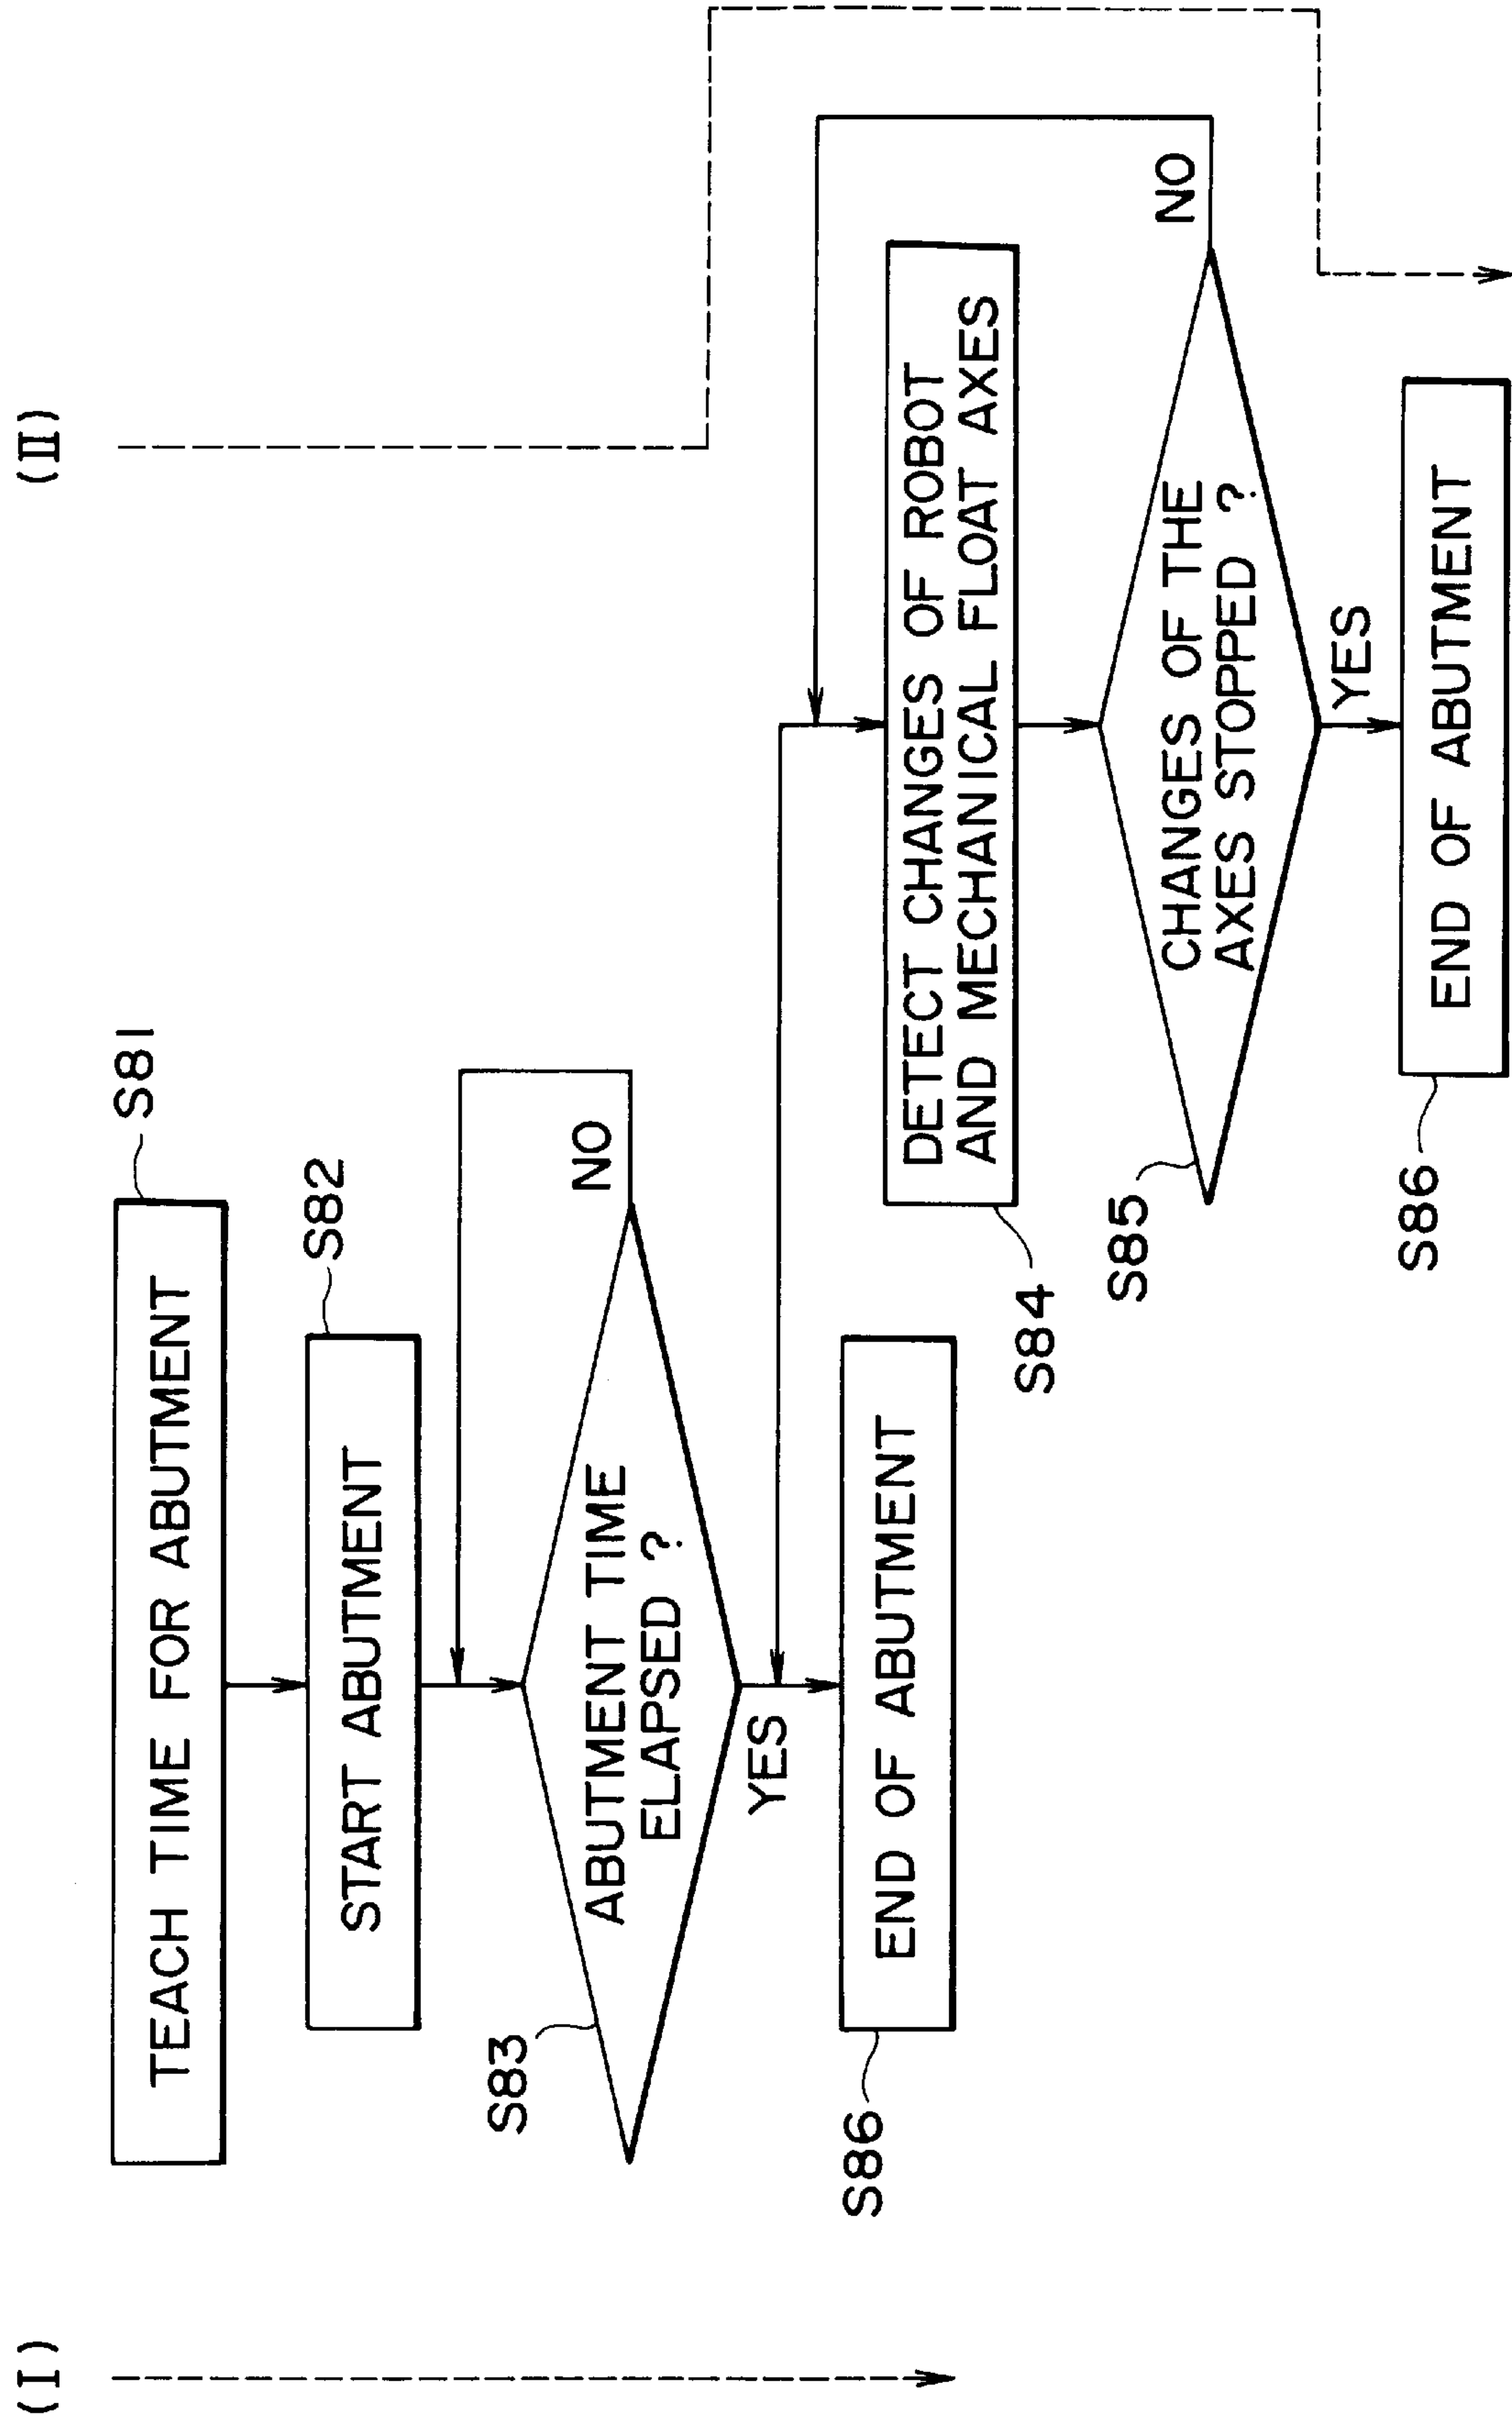 (I)
(II)
TEACH TIME FOR ABUTMENT
S81
START ABUTMENT
S82
S83
ABUTMENT TIME
ELAPSED ?
NO
YES
END OF ABUTMENT
S86
DETECT CHANGES OF ROBOT
AND MECHANICAL FLOAT AXES
S84
S85
CHANGES OF THE
AXES STOPPED ?
NO
YES
END OF ABUTMENT
S86